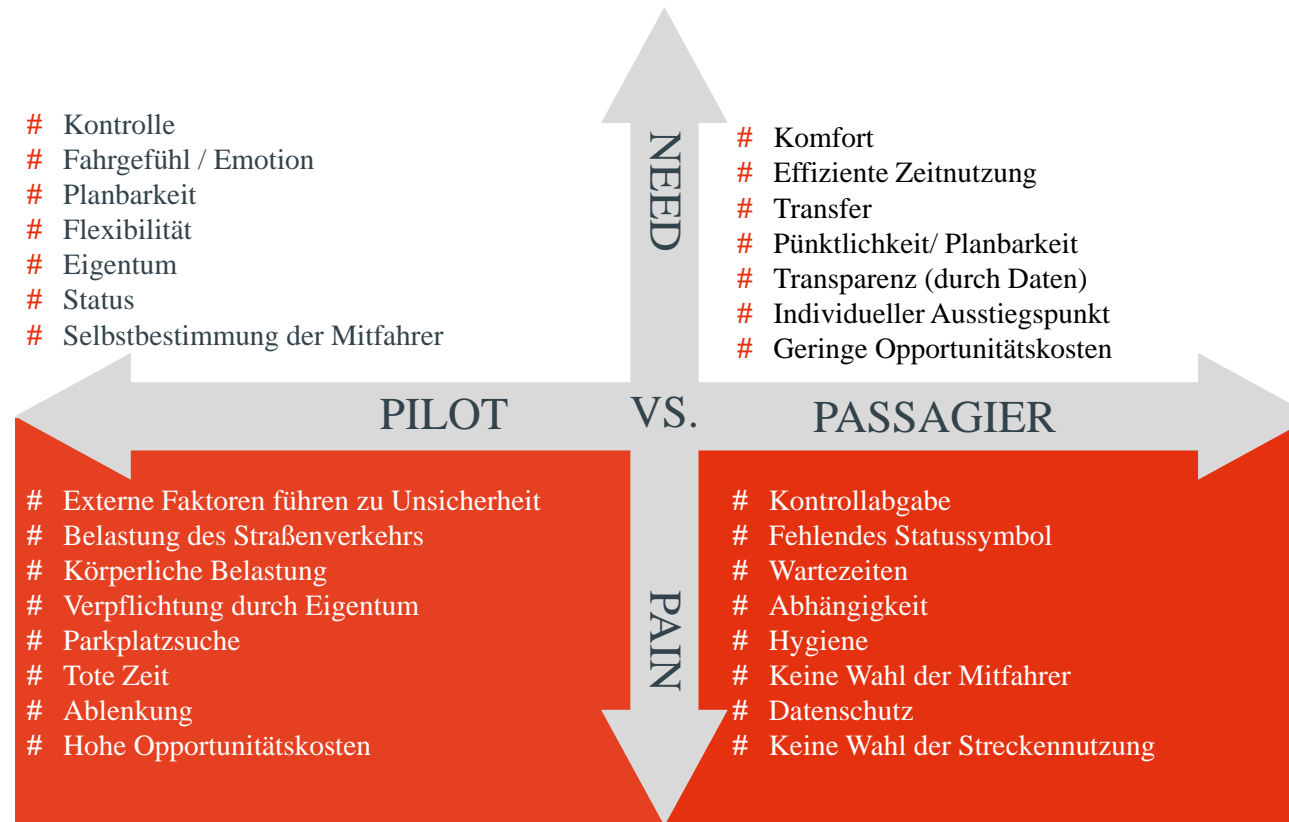 # Kontrolle
# Fahrgefühl / Emotion
# Planbarkeit
# Flexibilität
# Eigentum
# Status
# Selbstbestimmung der Mitfahrer
NEED
# Komfort
# Effiziente Zeitnutzung
# Transfer
# Pünktlichkeit/ Planbarkeit
# Transparenz (durch Daten)
# Individueller Ausstiegspunkt
# Geringe Opportunitätskosten
PILOT VS. PASSAGIER
# Externe Faktoren führen zu Unsicherheit
# Belastung des Straßenverkehrs
# Körperliche Belastung
# Verpflichtung durch Eigentum
# Parkplatzsuche
# Tote Zeit
# Ablenkung
# Hohe Opportunitätskosten
PAIN
# Kontrollabgabe
# Fehlendes Statussymbol
# Wartezeiten
# Abhängigkeit
# Hygiene
# Keine Wahl der Mitfahrer
# Datenschutz
# Keine Wahl der Streckennutzung